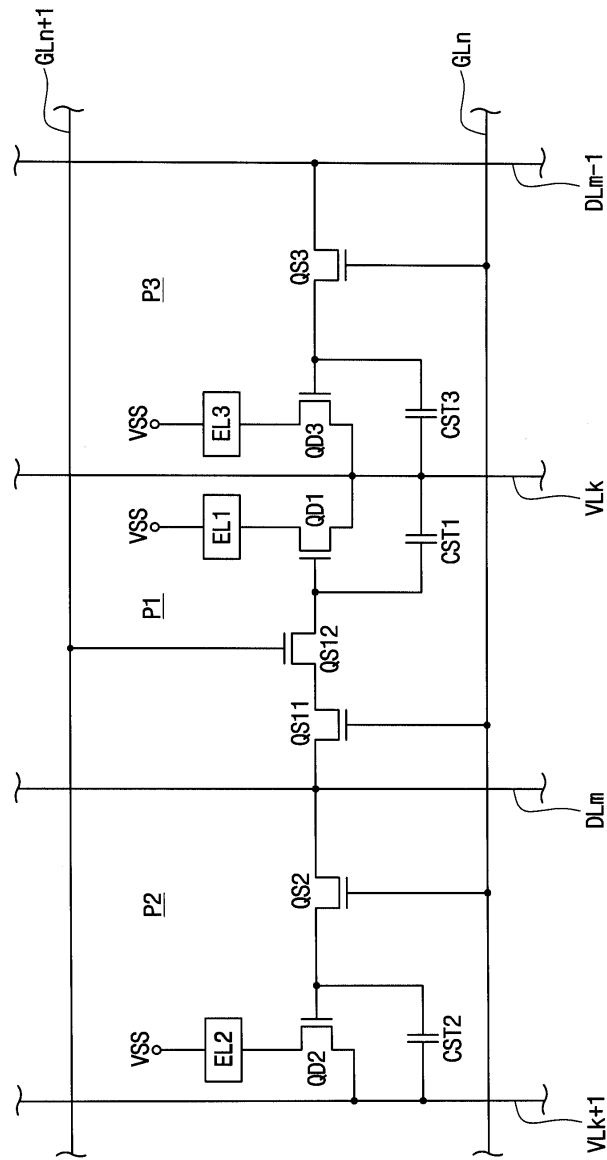 GLn+1
GLn
P2
P1
P3
VSS
VSS
VSS
EL2
EL1
EL3
QD2
QS2
QS11
QS12
QD1
QD3
QS3
CST2
CST1
CST3
VLk+1
DLm
VLk
DLm-1